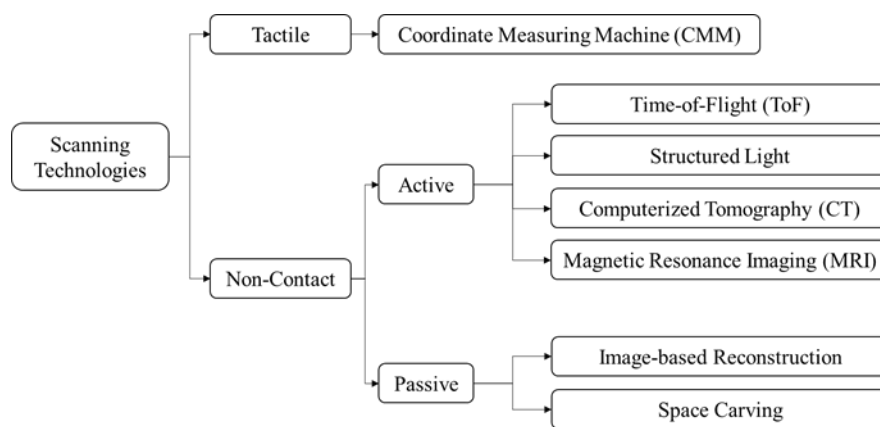 Tactile
Coordinate Measuring Machine (CMM)
Scanning
Technologies
Non-Contact
Active
Time-of-Flight (ToF)
Structured Light
Computerized Tomography (CT)
Magnetic Resonance Imaging (MRI)
Passive
Image-based Reconstruction
Space Carving